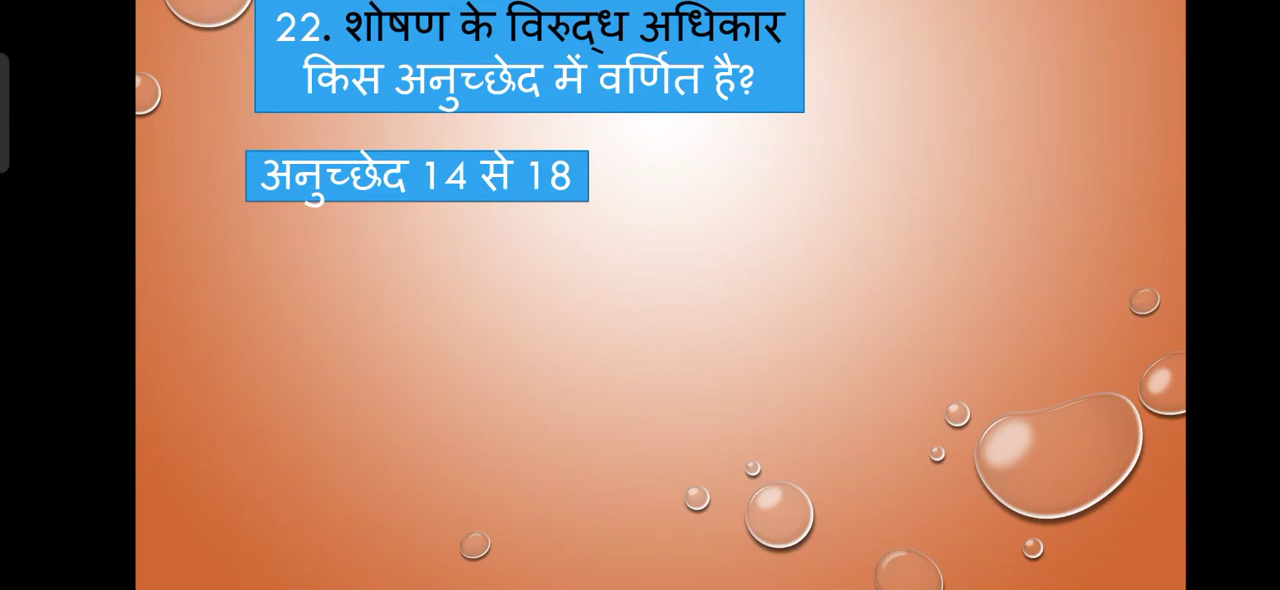 22. शोषण के विरुद्ध अधिकार
किस अनुच्छेद में वर्णित है?
अनुच्छेद 14 से 18